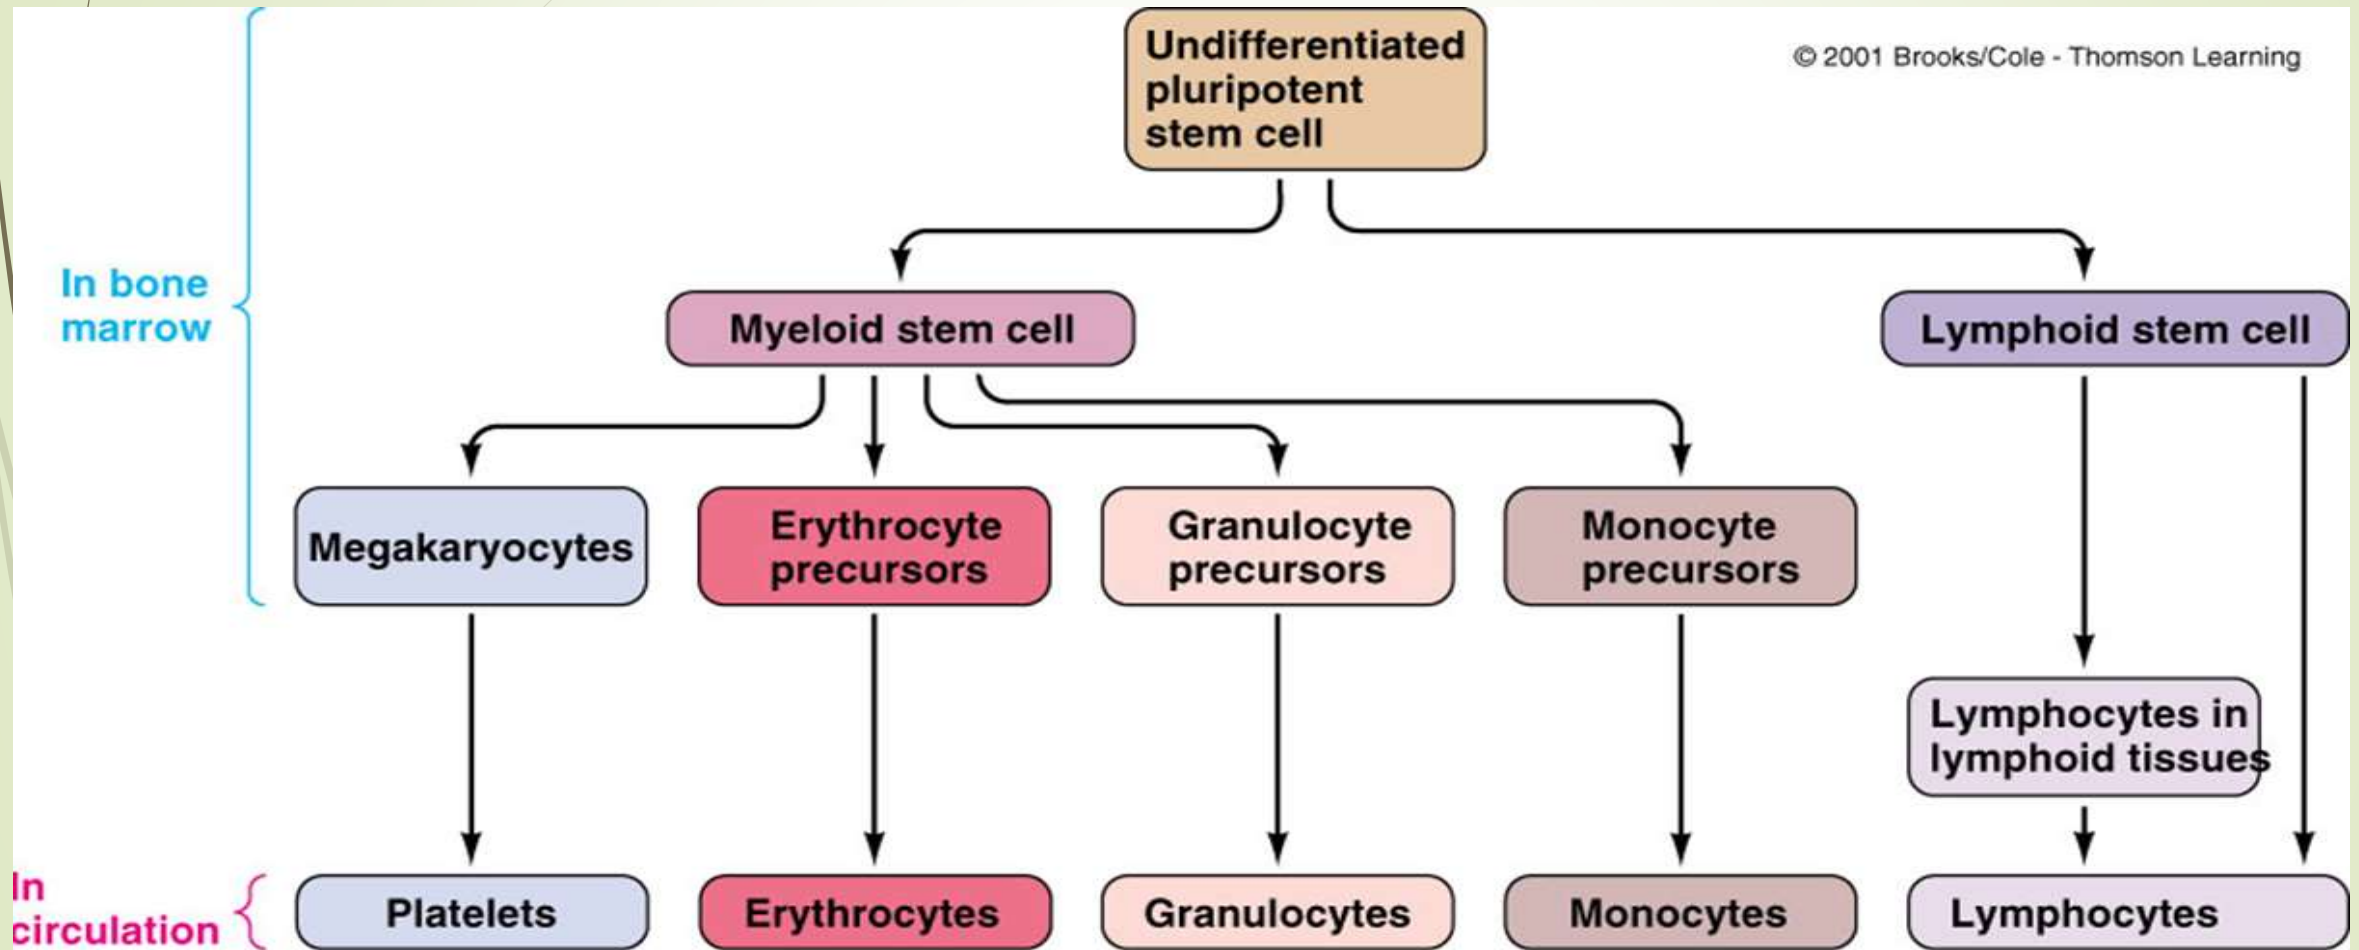 Undifferentiated
pluripotent
stem cell
© 2001 Brooks/Cole - Thomson Learning
In bone
marrow
Myeloid stem cell
Lymphoid stem cell
Megakaryocytes
Erythrocyte
precursors
Granulocyte
precursors
Monocyte
precursors
Lymphocytes in
lymphoid tissues
In
circulation
Platelets
Erythrocytes
Granulocytes
Monocytes
Lymphocytes